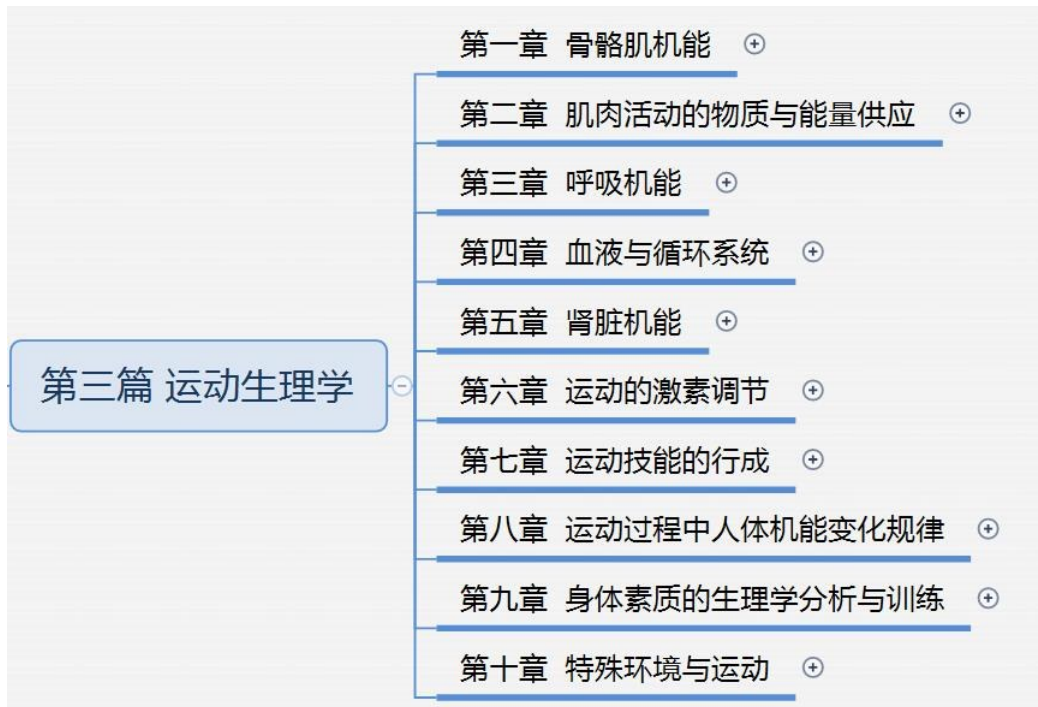 第一章 骨骼肌机能
第二章 肌肉活动的物质与能量供应
第三章 呼吸机能
第四章 血液与循环系统
第五章 肾脏机能
第三篇 运动生理学
第六章 运动的激素调节
第七章 运动技能的行成
第八章 运动过程中人体机能变化规律
第九章 身体素质的生理学分析与训练
第十章 特殊环境与运动